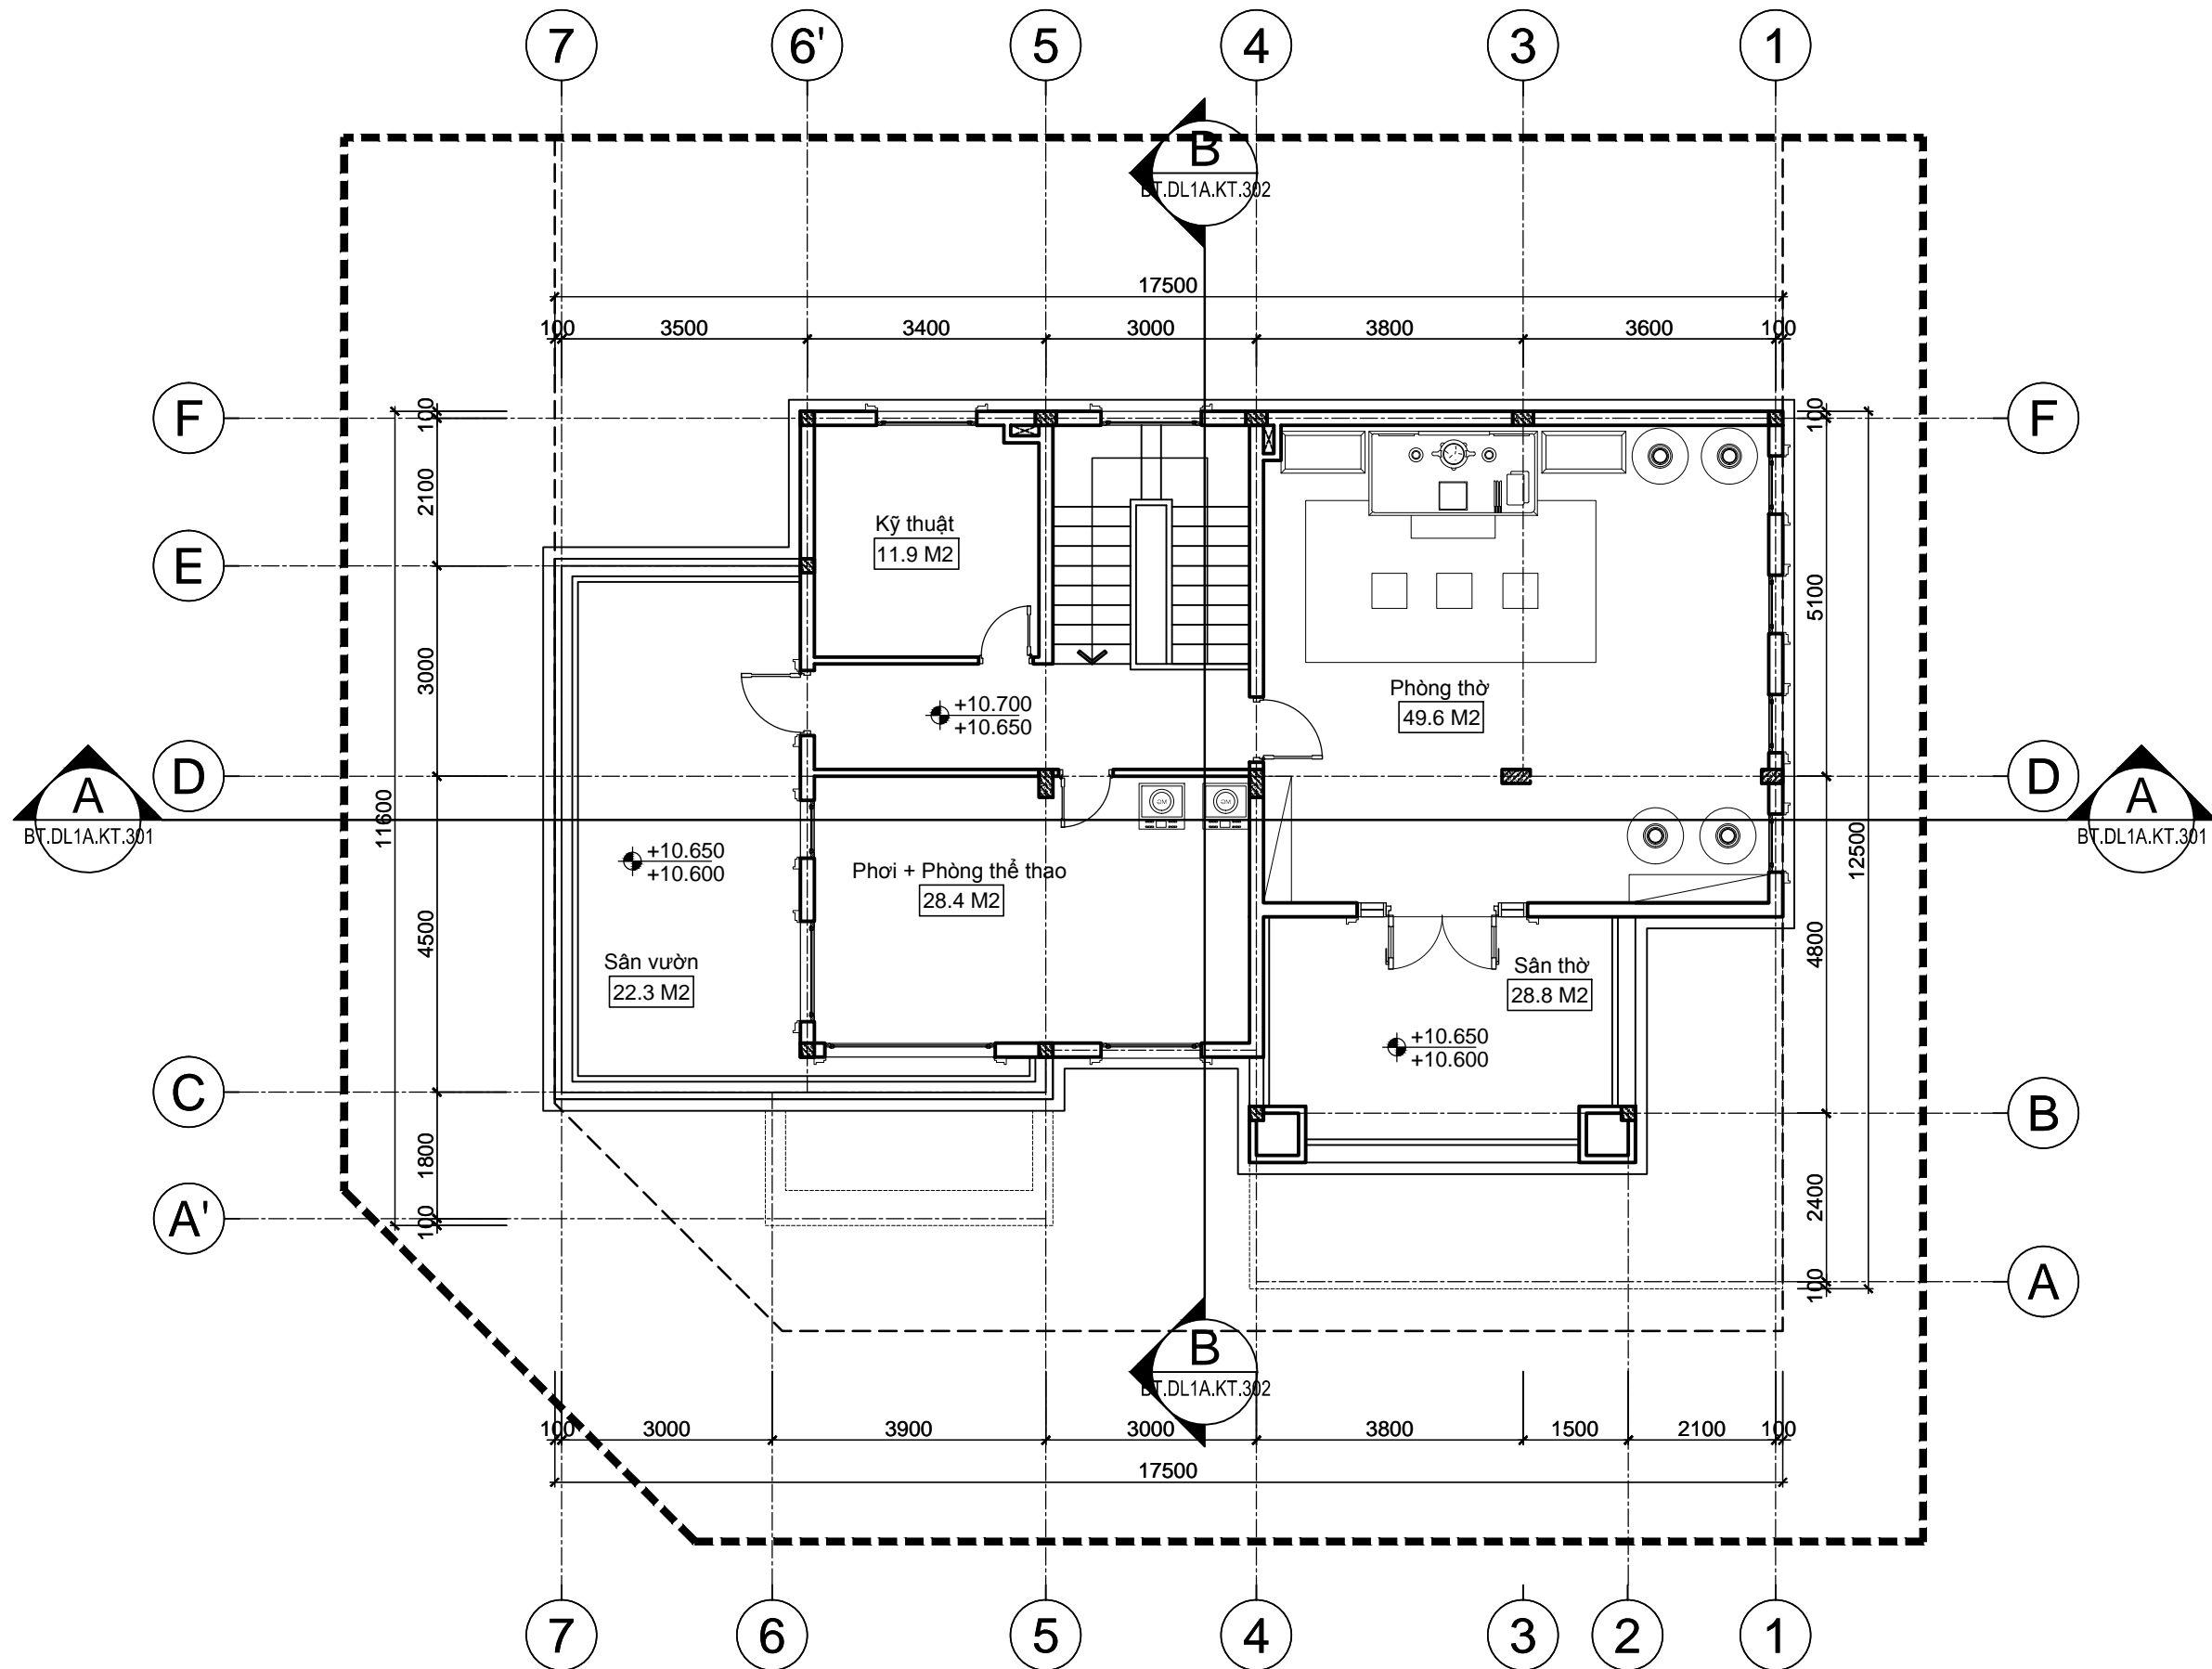 7 6' 5 4 3 1
B
BT.DL1A.KT.302
17500
100 3500 3400 3000 3800 3600 100
F F
100 100
2100
Kỹ thuật
11.9 M2
E
5100
3000
Phòng thờ
49.6 M2
+10.700
+10.650
D D
A A
BT.DL1A.KT.301 BT.DL1A.KT.301
11600
12500
+10.650
+10.600
Phơi + Phòng thể thao
28.4 M2
4500
4800
Sân vườn
22.3 M2
Sân thờ
28.8 M2
+10.650
+10.600
C B
1800
2400
A'
100
A
100
B
BT.DL1A.KT.302
100 3000 3900 3000 3800 1500 2100 100
17500
7 6 5 4 3 2 1